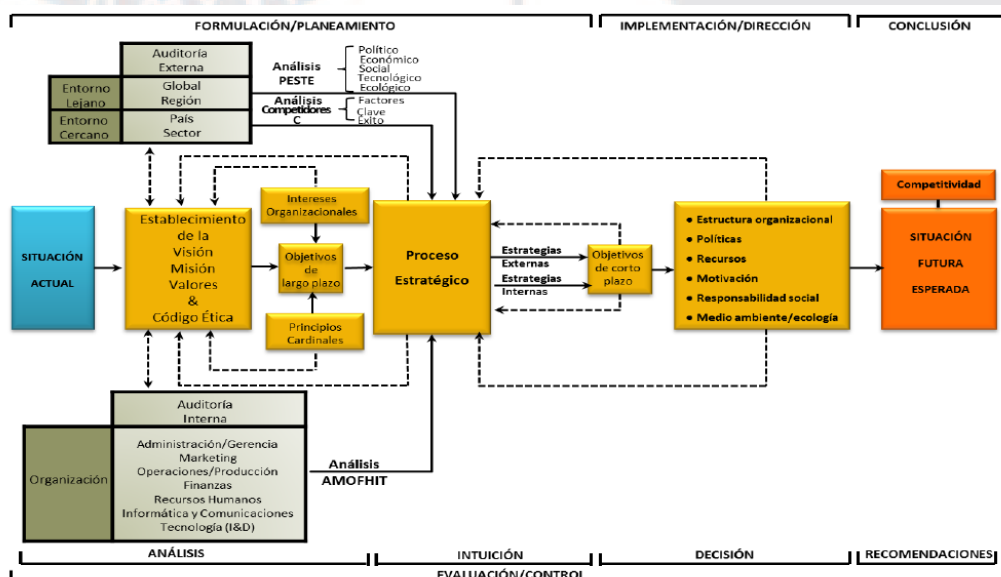 FORMULACIÓN/PLANEAMIENTO
IMPLEMENTACIÓN/DIRECCIÓN
CONCLUSIÓN
Auditoría
Externa
Entorno
Lejano
Global
Región
Entorno
Cercano
País
Sector
Análisis
PESTE
Político
Económico
Social
Tecnológico
Ecológico
Análisis
Competidores
C
Factores
Clave
Éxito
SITUACIÓN
ACTUAL
Establecimiento
de la
Visión
Misión
Valores
&
Código Ética
Intereses
Organizacionales
Objetivos de
largo plazo
Principios
Cardinales
Proceso
Estratégico
Estrategias
Externas
Estrategias
Internas
Objetivos
de corto
plazo
• Estructura organizacional
• Políticas
• Recursos
• Motivación
• Responsabilidad social
• Medio ambiente/ecología
Competitividad
SITUACIÓN
FUTURA
ESPERADA
Auditoría
Interna
Organización
Administración/Gerencia
Marketing
Operaciones/Producción
Finanzas
Recursos Humanos
Informática y Comunicaciones
Tecnología (I&D)
Análisis
AMOFHIT
ANÁLISIS
INTUICIÓN
DECISIÓN
RECOMENDACIONES
EVALUACIÓN/CONTROL